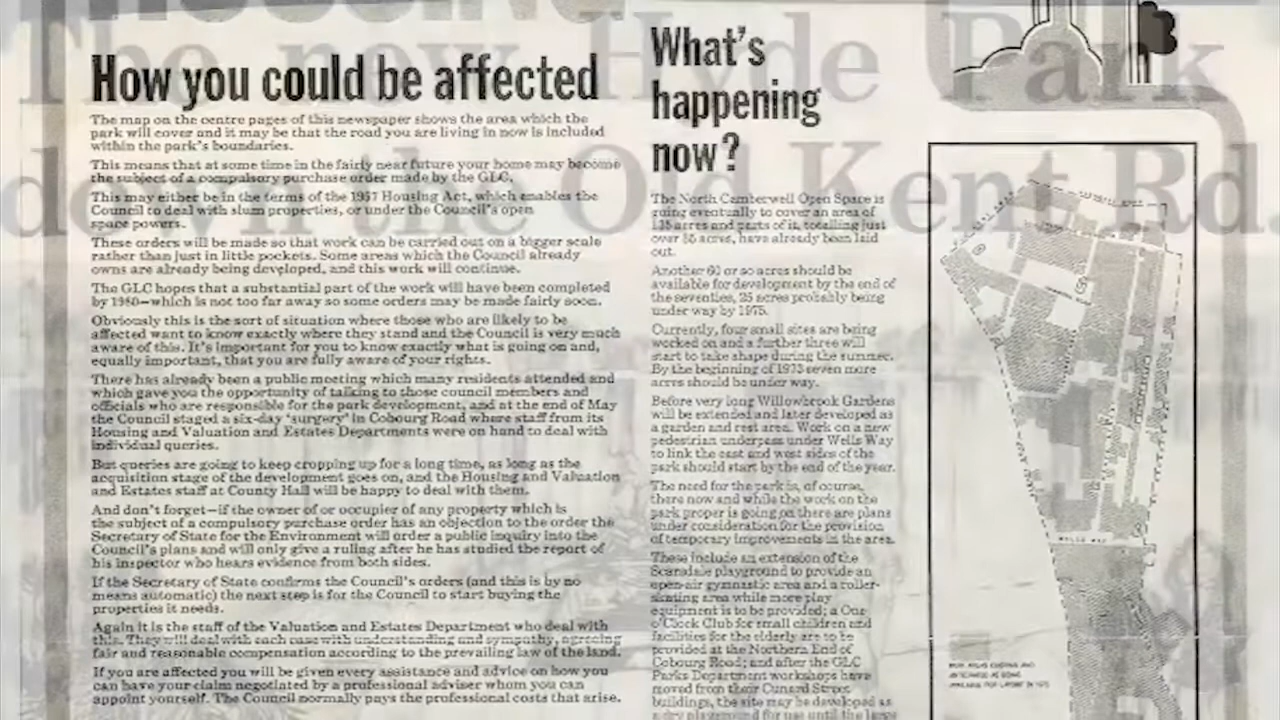 HOUSING
The new Hyde Park
down the Old Kent Rd.
How you could be affected
The map on the centre pages of this newspaper shows the area which the
park will cover and it may be that the road you are living in now is included
within the park's boundaries.
This means that at some time in the fairly near future your home may become
the subject of a compulsory purchase order made by the GLC.
This may either be in the terms of the 1957 Housing Act, which enables the
Council to deal with slum properties, or under the Council's open
space powers.
These orders will be made so that work can be carried out on a bigger scale
rather than just in little pockets. Some areas which the Council already
owns are already being developed, and this work will continue.
The GLC hopes that a substantial part of the work will have been completed
by 1980—which is not too far away so some orders may be made fairly soon.
Obviously this is the sort of situation where those who are likely to be
affected want to know exactly where they stand and the Council is very much
aware of this. It's important for you to know exactly what is going on and,
equally important, that you are fully aware of your rights.
There has already been a public meeting which many residents attended and
which gave you the opportunity of talking to those council members and
officials who are responsible for the park development, and at the end of May
the Council staged a six-day 'surgery' in Cobourg Road where staff from its
Housing and Valuation and Estates Departments were on hand to deal with
individual queries.
But queries are going to keep cropping up for a long time, as long as the
acquisition stage of the development goes on, and the Housing and Valuation
and Estates staff at County Hall will be happy to deal with them.
And don't forget—if the owner of or occupier of any property which is
the subject of a compulsory purchase order has an objection to the order the
Secretary of State for the Environment will order a public inquiry into the
Council's plans and will only give a ruling after he has studied the report of
his inspector who hears evidence from both sides.
If the Secretary of State confirms the Council's orders (and this is by no
means automatic) the next step is for the Council to start buying the
properties it needs.
Again it is the staff of the Valuation and Estates Department who deal with
this. They will deal with each case with understanding and sympathy, agreeing
fair and reasonable compensation according to the prevailing law of the land.
If you are affected you will be given every assistance and advice on how you
can have your claim negotiated by a professional adviser whom you can
appoint yourself. The Council normally pays the professional costs that arise.
What's
happening
now?
The North Camberwell Open Space is
going eventually to cover an area of
135 acres and parts of it, totalling just
over 55 acres, have already been laid
out.
Another 60 or so acres should be
available for development by the end of
the seventies, 25 acres probably being
under way by 1975.
Currently, four small sites are being
worked on and a further three will
start to take shape during the summer.
By the beginning of 1973 seven more
acres should be under way.
Before very long Willowbrook Gardens
will be extended and later developed as
a garden and rest area. Work on a new
pedestrian underpass under Wells Way
to link the east and west sides of the
park should start by the end of the year.
The need for the park is, of course,
there now and while the work on the
park proper is going on there are plans
under consideration for the provision
of temporary improvements in the area.
These include an extension of the
Scarsdale playground to provide an
open-air gymnastic area and a roller-
skating area while more play
equipment is to be provided; a One
o'Clock Club for small children and
facilities for the elderly are to be
provided at the Northern End of
Cobourg Road; and after the GLC
Parks Department workshops have
moved from their Cunard Street
buildings, the site may be developed as
a dry playground for use until the large
WELLS WAY